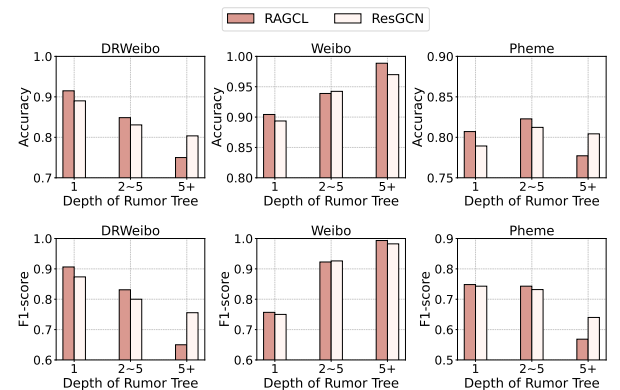 RAGCL ResGCN
DRWeibo
Accuracy
1.0
0.9
0.8
0.7
1 2~5 5+
Depth of Rumor Tree
Weibo
Accuracy
1.00
0.95
0.90
0.85
0.80
1 2~5 5+
Depth of Rumor Tree
Pheme
Accuracy
0.90
0.85
0.80
0.75
1 2~5 5+
Depth of Rumor Tree
DRWeibo
F1-score
1.0
0.9
0.8
0.7
0.6
1 2~5 5+
Depth of Rumor Tree
Weibo
F1-score
1.0
0.9
0.8
0.7
0.6
1 2~5 5+
Depth of Rumor Tree
Pheme
F1-score
0.9
0.8
0.7
0.6
0.5
1 2~5 5+
Depth of Rumor Tree